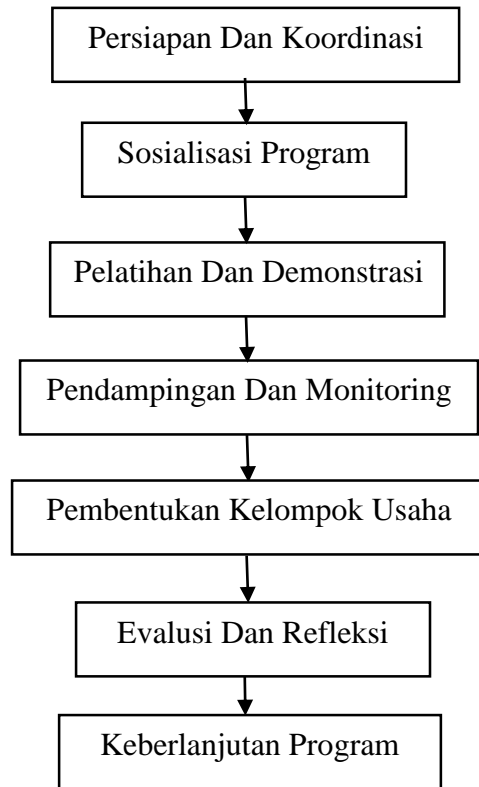 Persiapan Dan Koordinasi
Sosialisasi Program
Pelatihan Dan Demonstrasi
Pendampingan Dan Monitoring
Pembentukan Kelompok Usaha
Evalusi Dan Refleksi
Keberlanjutan Program